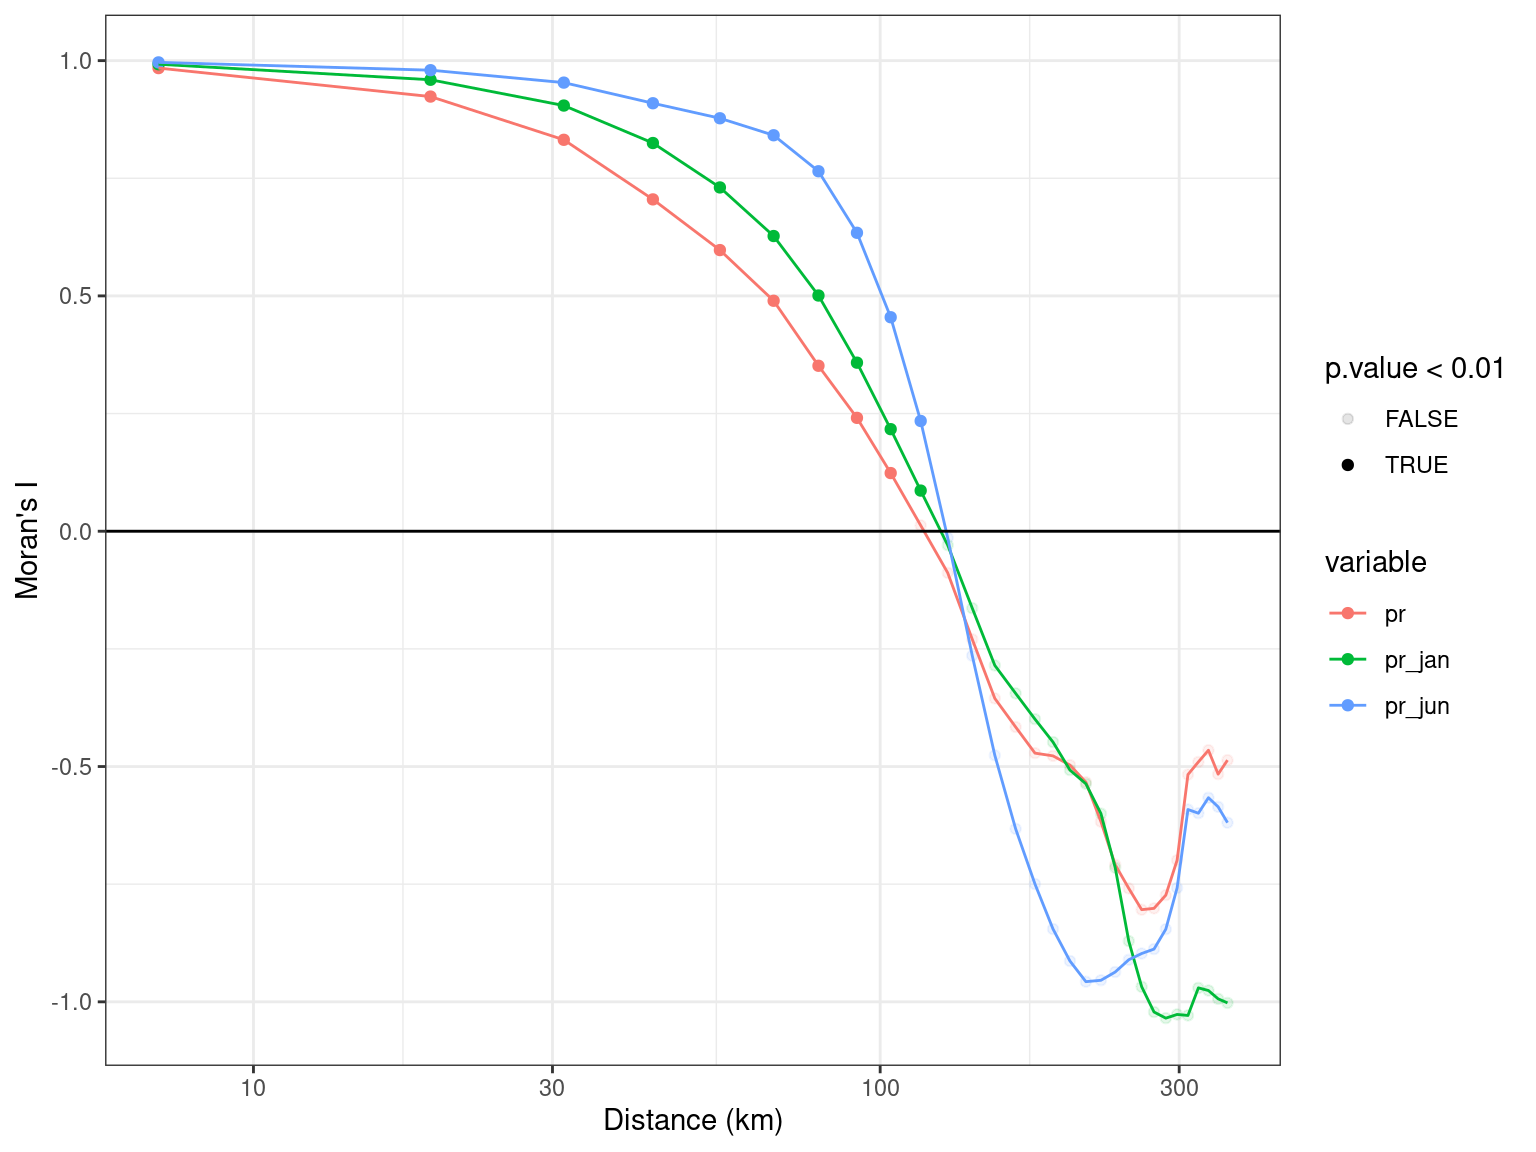 1.0
0.5
0.0
-0.5
-1.0
Moran's I
10
30
100
300
Distance (km)
p.value < 0.01
FALSE
TRUE
variable
pr
pr_jan
pr_jun